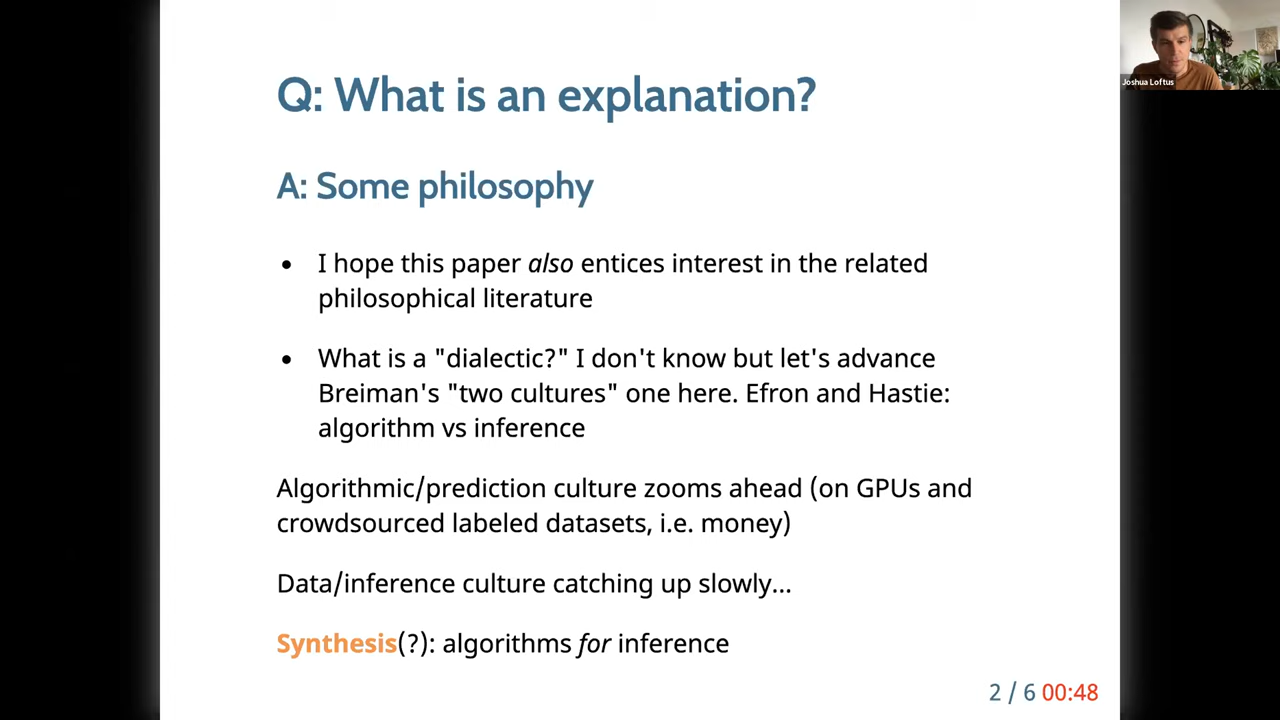 Q: What is an explanation?
A: Some philosophy
• I hope this paper also entices interest in the related
philosophical literature
• What is a "dialectic?" I don't know but let's advance
Breiman's "two cultures" one here. Efron and Hastie:
algorithm vs inference
Algorithmic/prediction culture zooms ahead (on GPUs and
crowdsourced labeled datasets, i.e. money)
Data/inference culture catching up slowly...
Synthesis(?): algorithms for inference
2 / 6 00:48
Joshua Loftus